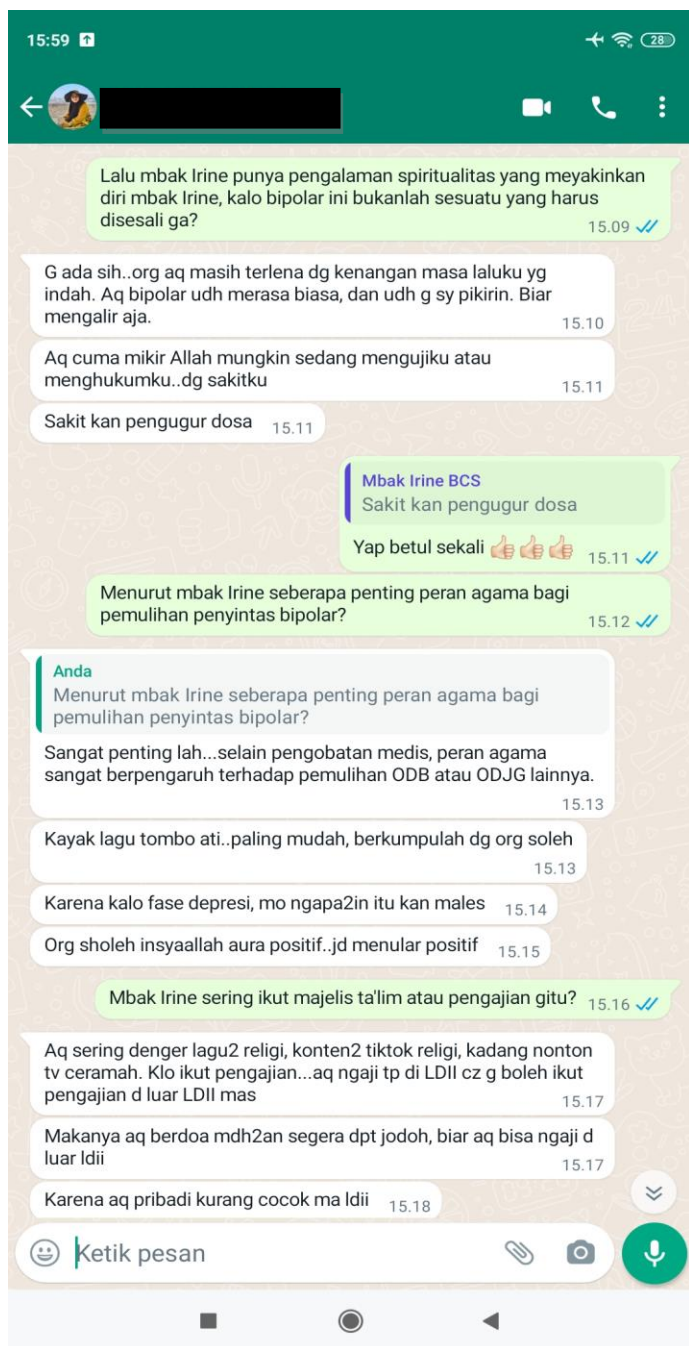 15:59
28
Lalu mbak Irine punya pengalaman spiritualitas yang meyakinkan
diri mbak Irine, kalo bipolar ini bukanlah sesuatu yang harus
disesali ga?
15.09
G ada sih..org aq masih terlena dg kenangan masa laluku yg
indah. Aq bipolar udh merasa biasa, dan udh g sy pikirin. Biar
mengalir aja.
15.10
Aq cuma mikir Allah mungkin sedang mengujiku atau
menghukumku..dg sakitku
15.11
Sakit kan pengugur dosa 15.11
Mbak Irine BCS
Sakit kan pengugur dosa
Yap betul sekali 👍🏻👍🏻👍🏻 15.11
Menurut mbak Irine seberapa penting peran agama bagi
pemulihan penyintas bipolar?
15.12
Anda
Menurut mbak Irine seberapa penting peran agama bagi
pemulihan penyintas bipolar?
Sangat penting lah...selain pengobatan medis, peran agama
sangat berpengaruh terhadap pemulihan ODB atau ODJG lainnya.
15.13
Kayak lagu tombo ati..paling mudah, berkumpulah dg org soleh
15.13
Karena kalo fase depresi, mo ngapa2in itu kan males 15.14
Org sholeh insyaallah aura positif..jd menular positif 15.15
Mbak Irine sering ikut majelis ta'lim atau pengajian gitu? 15.16
Aq sering denger lagu2 religi, konten2 tiktok religi, kadang nonton
tv ceramah. Klo ikut pengajian...aq ngaji tp di LDII cz g boleh ikut
pengajian d luar LDII mas
15.17
Makanya aq berdoa mdh2an segera dpt jodoh, biar aq bisa ngaji d
luar ldii
15.17
Karena aq pribadi kurang cocok ma ldii 15.18
Ketik pesan